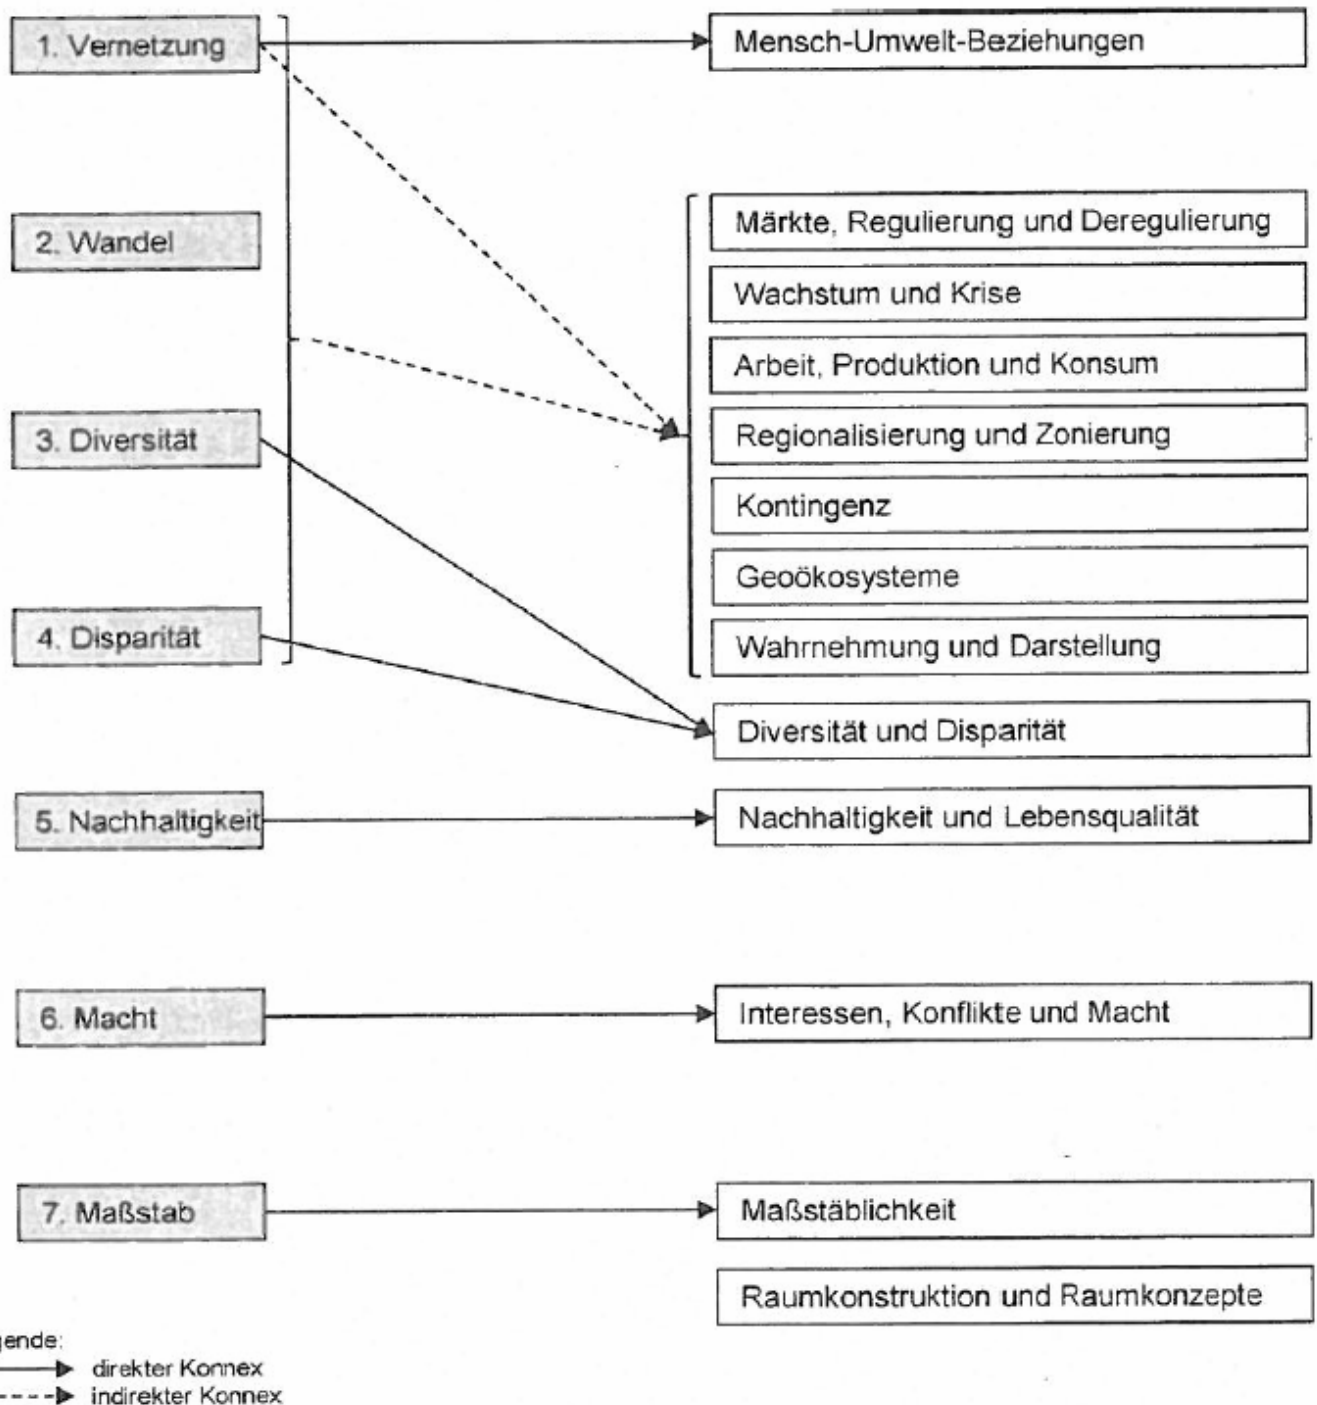 1. Vernetzung
Mensch-Umwelt-Beziehungen
2. Wandel
Märkte, Regulierung und Deregulierung
Wachstum und Krise
Arbeit, Produktion und Konsum
3. Diversität
Regionalisierung und Zonierung
Kontingenz
Geoökosysteme
4. Disparität
Wahrnehmung und Darstellung
Diversität und Disparität
5. Nachhaltigkeit
Nachhaltigkeit und Lebensqualität
6. Macht
Interessen, Konflikte und Macht
7. Maßstab
Maßstäblichkeit
Raumkonstruktion und Raumkonzepte
gende:
direkter Konnex
indirekter Konnex